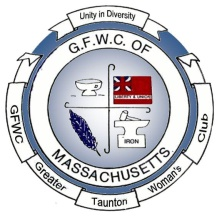 Unity in Diversity
G.F.W.C. OF
LIBERTY & UNION
IRON
MASSACHUSETTS
GFWC
Greater
Taunton
Woman's
Club